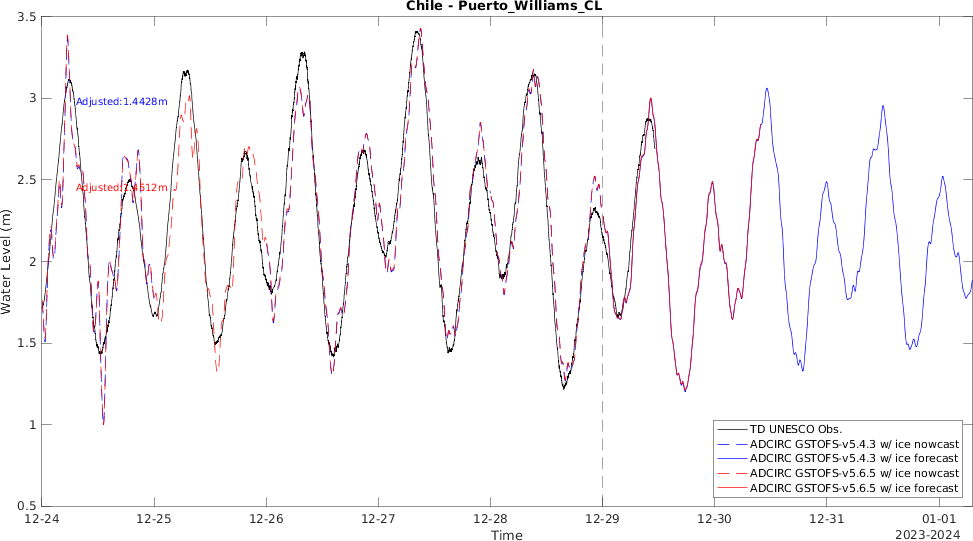 Chile - Puerto_Williams_CL
3.5
3
2.5
2
1.5
1
0.5
Water Level (m)
Adjusted:1.4428m
Adjusted:1.4512m
TD UNESCO Obs.
ADCIRC GSTOFS-v5.4.3 w/ ice nowcast
ADCIRC GSTOFS-v5.4.3 w/ ice forecast
ADCIRC GSTOFS-v5.6.5 w/ ice nowcast
ADCIRC GSTOFS-v5.6.5 w/ ice forecast
12-24 12-25 12-26 12-27 12-28 12-29 12-30 12-31 01-01
Time
2023-2024